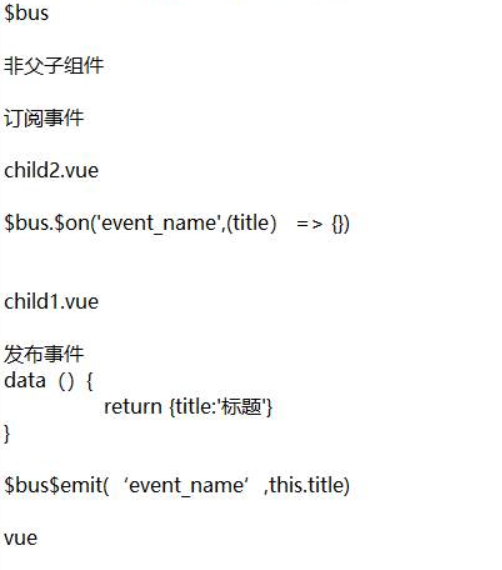 $bus
非父子组件
订阅事件
child2.vue
$bus.$on('event_name',(title） => {})
child1.vue
发布事件
data（）{
return {title:'标题'}
}
$bus$emit(‘event_name’,this.title)
vue